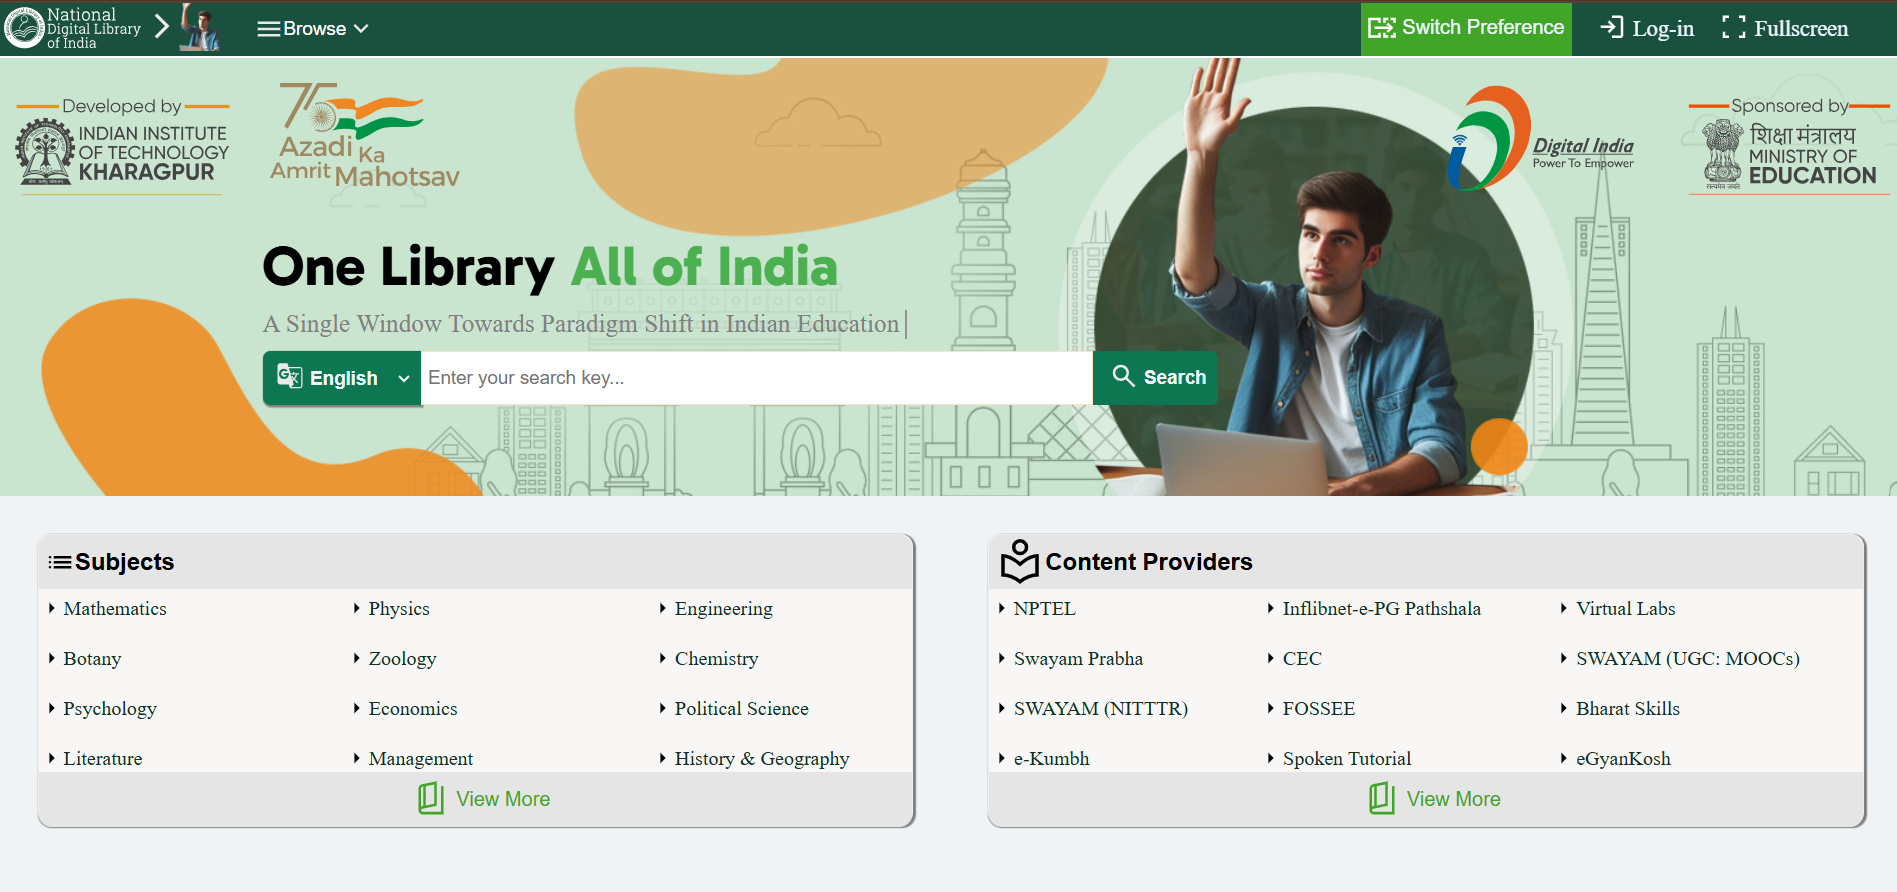 National
Digital Library
of India
Browse
Switch Preference
Log-in
Fullscreen
Developed by
INDIAN INSTITUTE
OF TECHNOLOGY
KHARAGPUR
75
Azadi Ka
Amrit Mahotsav
Digital India
Power To Empower
Sponsored by
शिक्षा मंत्रालय
MINISTRY OF
EDUCATION
सत्यमेव जयते
One Library All of India
A Single Window Towards Paradigm Shift in Indian Education
English
Enter your search key...
Search
Subjects
Mathematics
Physics
Engineering
Botany
Zoology
Chemistry
Psychology
Economics
Political Science
Literature
Management
History & Geography
View More
Content Providers
NPTEL
Inflibnet-e-PG Pathshala
Virtual Labs
Swayam Prabha
CEC
SWAYAM (UGC: MOOCs)
SWAYAM (NITTTR)
FOSSEE
Bharat Skills
e-Kumbh
Spoken Tutorial
eGyanKosh
View More